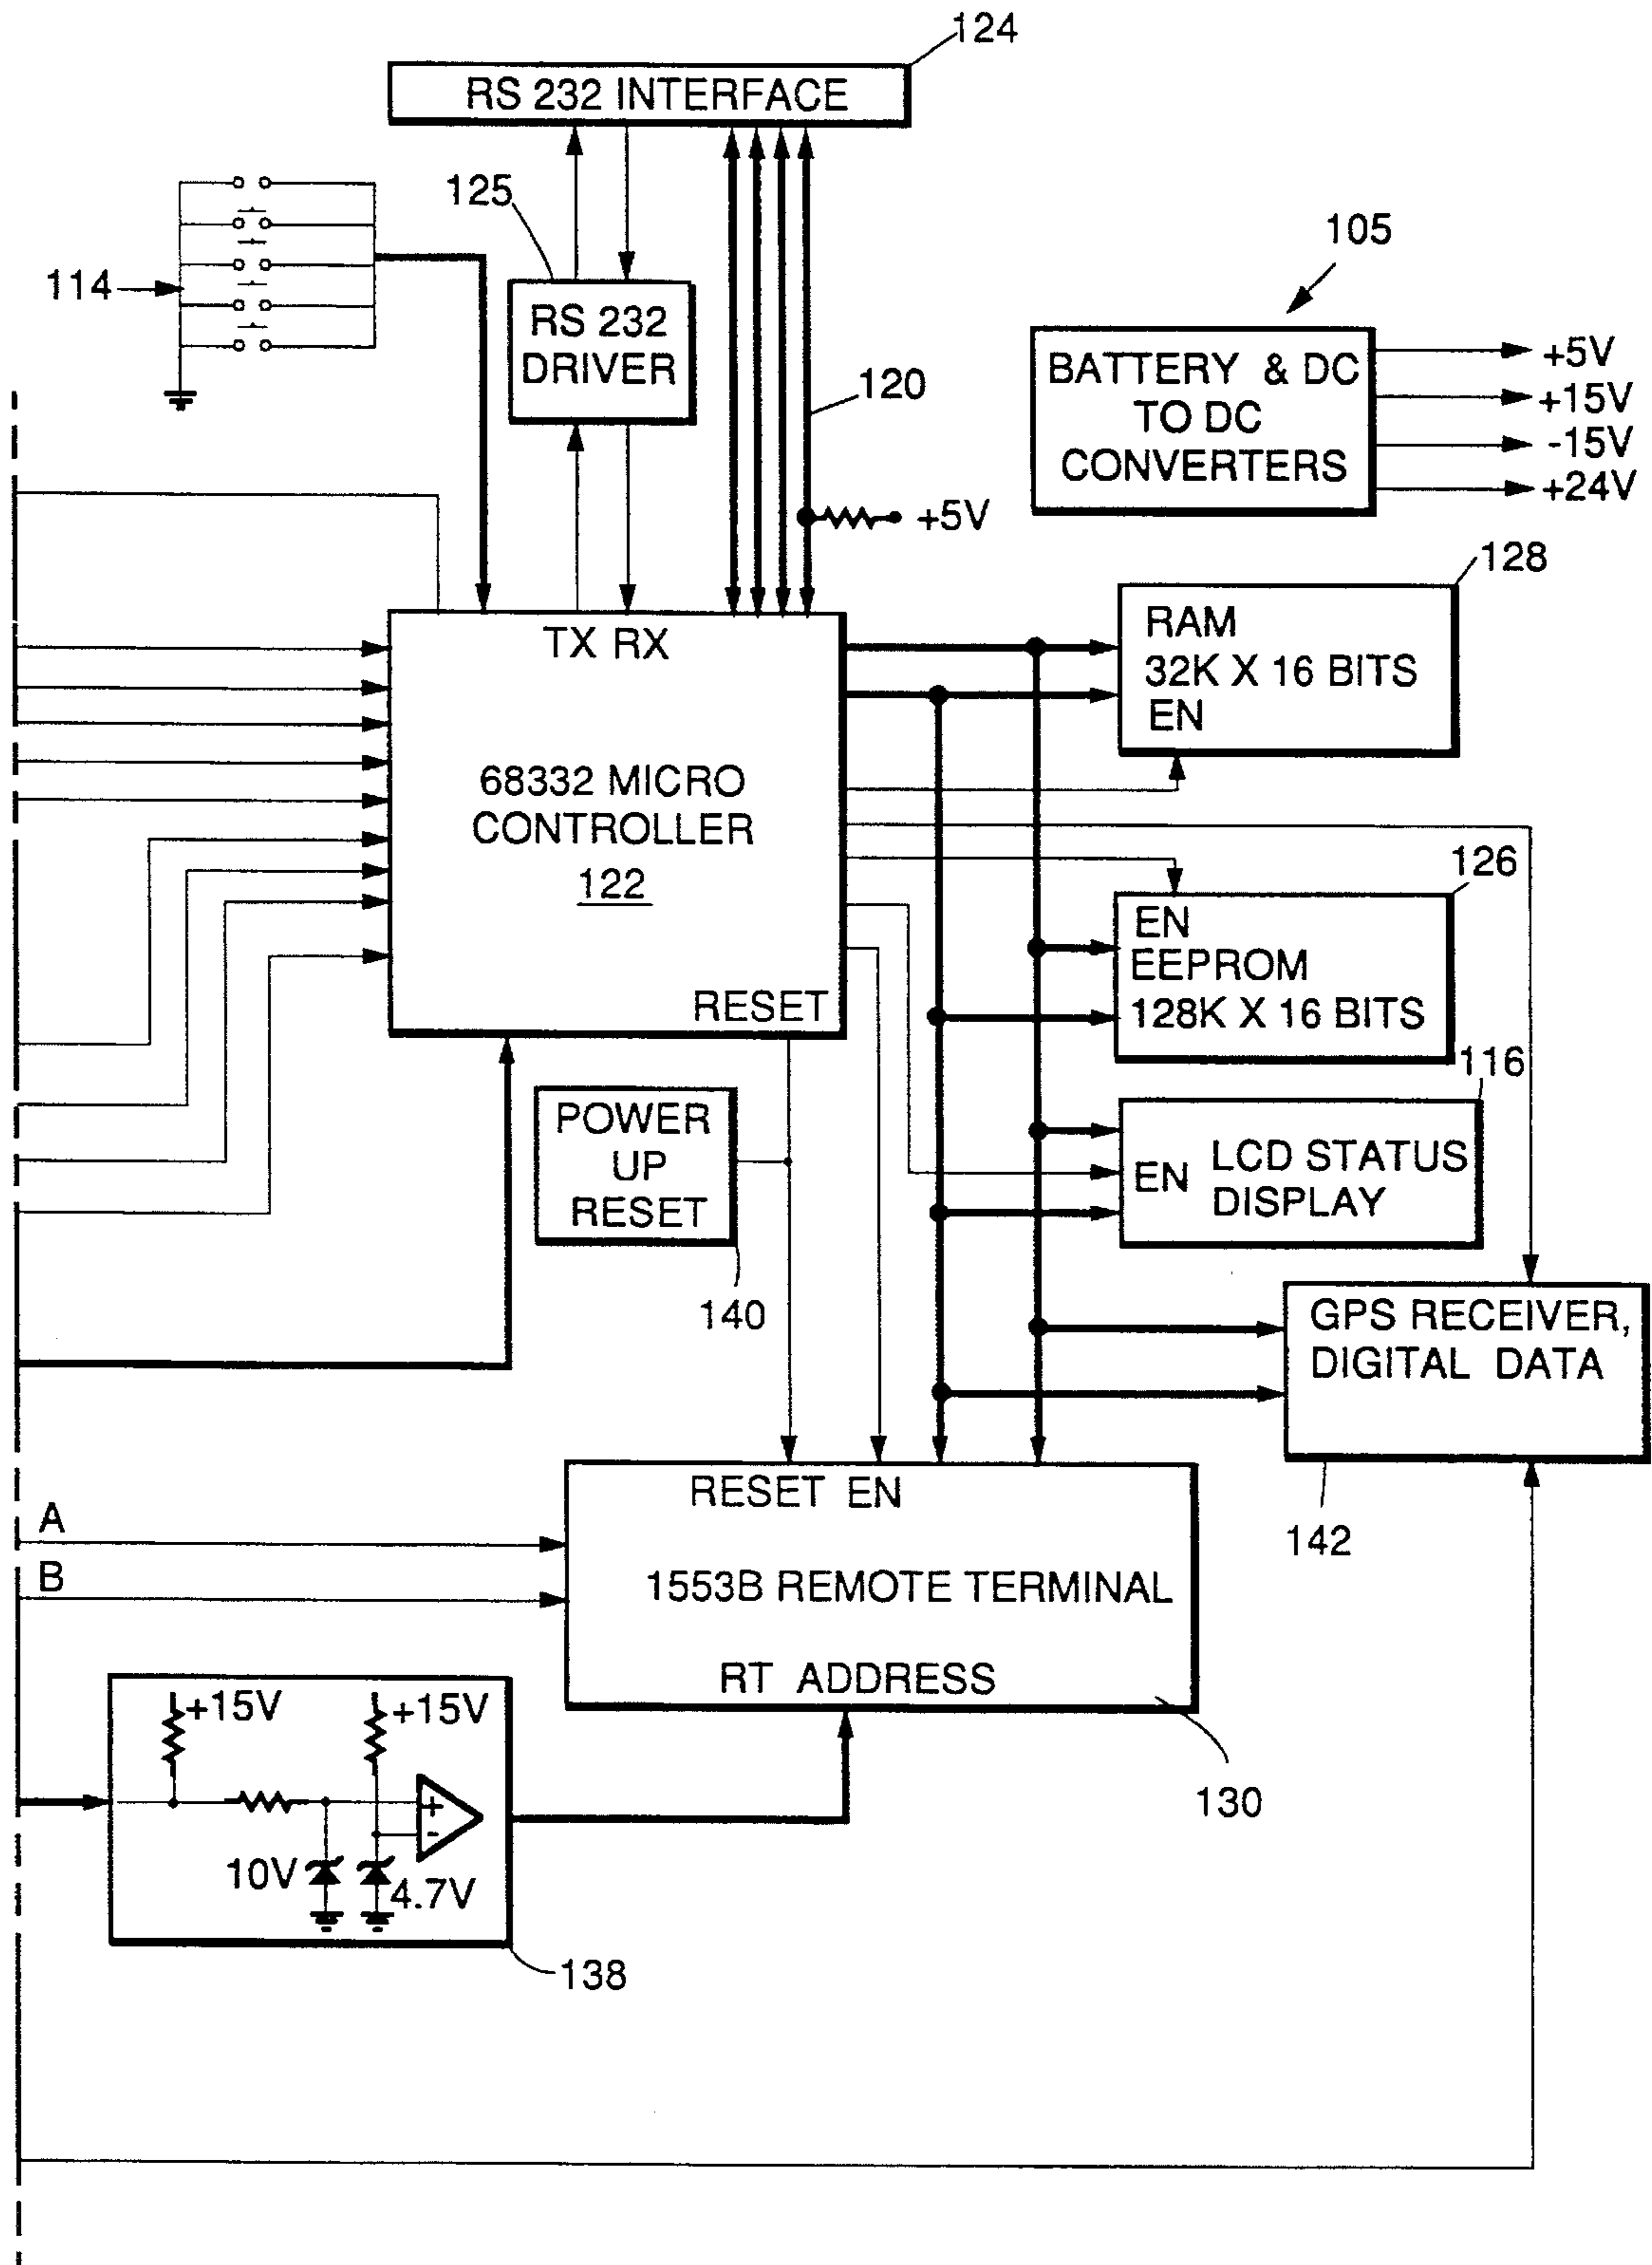 124
RS 232 INTERFACE
125
114
RS 232
DRIVER
120
105
BATTERY & DC
TO DC
CONVERTERS
+5V
+15V
-15V
+24V
+5V
128
RAM
32K X 16 BITS
EN
TX RX
68332 MICRO
CONTROLLER
122
RESET
126
EN
EEPROM
128K X 16 BITS
116
EN
LCD STATUS
DISPLAY
POWER
UP
RESET
140
GPS RECEIVER,
DIGITAL DATA
142
A
B
RESET EN
1553B REMOTE TERMINAL
RT ADDRESS
130
+15V
+15V
+
-
10V
4.7V
138